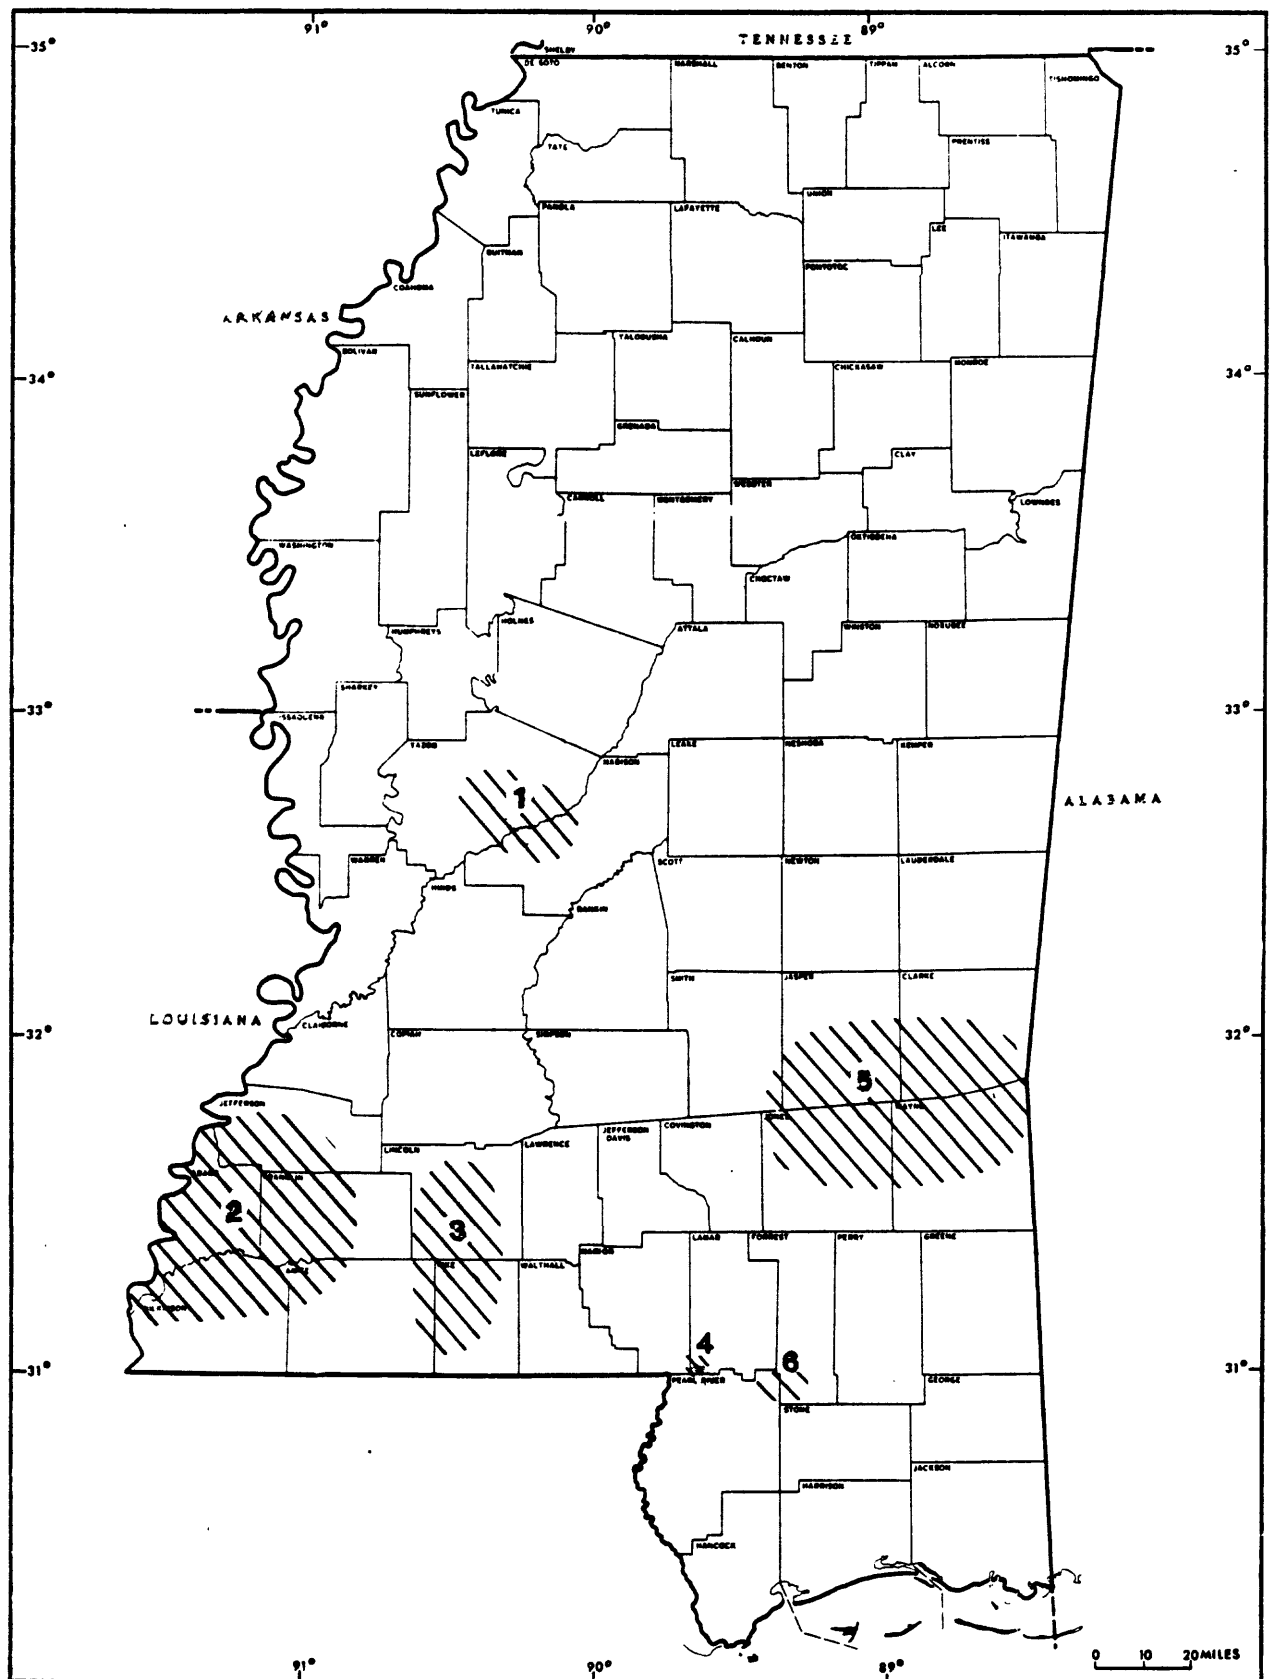 91° 90° 89°
TENNESSEE
35° 35°
SHELBY
DE SOTO MARSHALL BENTON TIPPAH ALCORN
TISHOMINGO
TUNICA
TATE PRENTISS
PANOLA LAFAYETTE UNION
LEE
ITAWAMBA
QUITMAN
PONTOTOC
COAHOMA
ARKANSAS
YALOBUSHA CALHOUN
BOLIVAR
TALLAHATCHIE CHICKASAW MONROE
34° 34°
SUNFLOWER
GRENADA
LEFLORE CLAY
WEBSTER
CARROLL MONTGOMERY LOWNDES
WASHINGTON OKTIBBEHA
CHOCTAW
HOLMES
HUMPHREYS ATTALA WINSTON NOXUBEE
SHARKEY
33° 33°
ISSAQUENA
YAZOO LEAKE NESHOBA KEMPER
MADISON
1
ALABAMA
WARREN SCOTT NEWTON LAUDERDALE
HINDS
RANKIN
SMITH JASPER CLARKE
LOUISIANA
CLAIBORNE
32° COPIAH SIMPSON 32°
5
JEFFERSON WAYNE
JONES
JEFFERSON
DAVIS
COVINGTON
LINCOLN LAWRENCE
ADAMS FRANKLIN
2 3
LAMAR FORREST PERRY GREENE
MARION
AMITE PIKE WALTHALL
WILKINSON
4
6
31° 31°
PEARL RIVER GEORGE
STONE
JACKSON
HARRISON
HANCOCK
0 10 20 MILES
91° 90° 89°